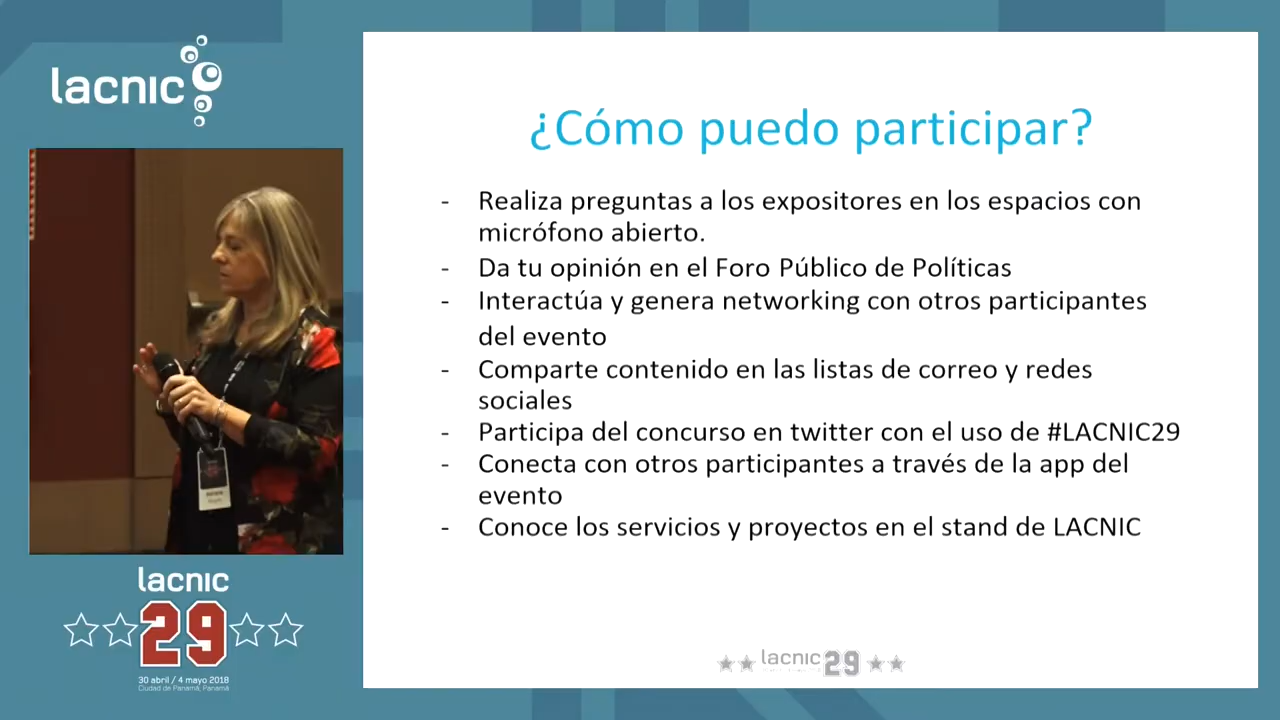 lacnic
¿Cómo puedo participar?
- Realiza preguntas a los expositores en los espacios con
micrófono abierto.
- Da tu opinión en el Foro Público de Políticas
- Interactúa y genera networking con otros participantes
del evento
- Comparte contenido en las listas de correo y redes
sociales
- Participa del concurso en twitter con el uso de #LACNIC29
- Conecta con otros participantes a través de la app del
evento
- Conoce los servicios y proyectos en el stand de LACNIC
lacnic
29
30 abril / 4 mayo 2018
Ciudad de Panamá, Panamá
lacnic 29